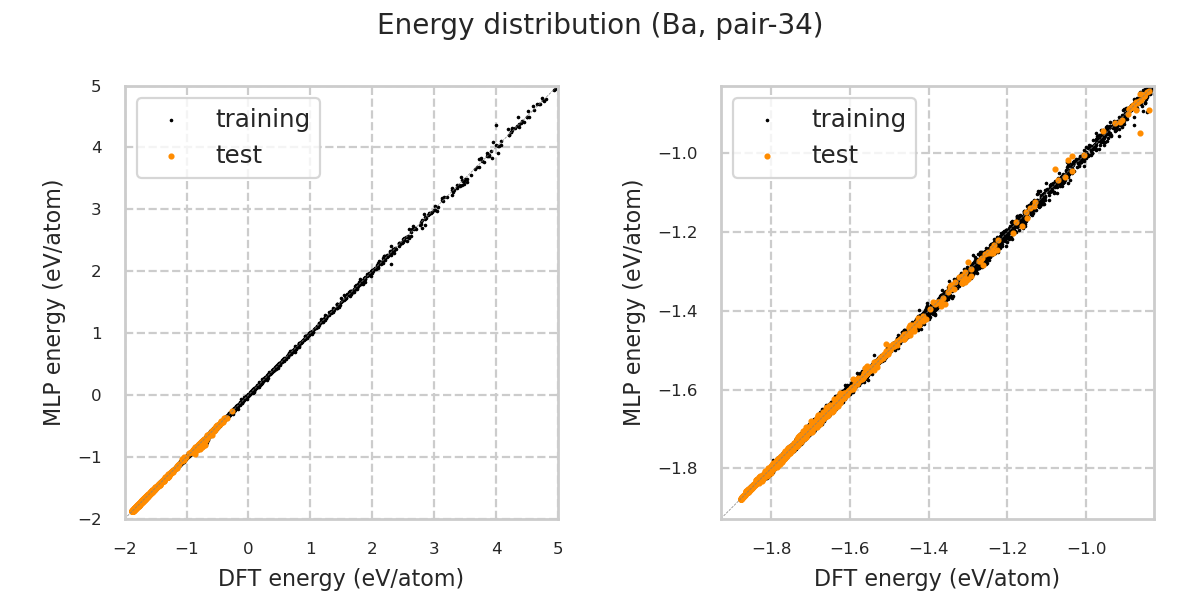 Energy distribution (Ba, pair-34)
training
test
5
4
3
2
1
0
−1
−2
−2 −1 0 1 2 3 4 5
MLP energy (eV/atom)
DFT energy (eV/atom)
training
test
−1.0
−1.2
−1.4
−1.6
−1.8
−1.8 −1.6 −1.4 −1.2 −1.0
MLP energy (eV/atom)
DFT energy (eV/atom)